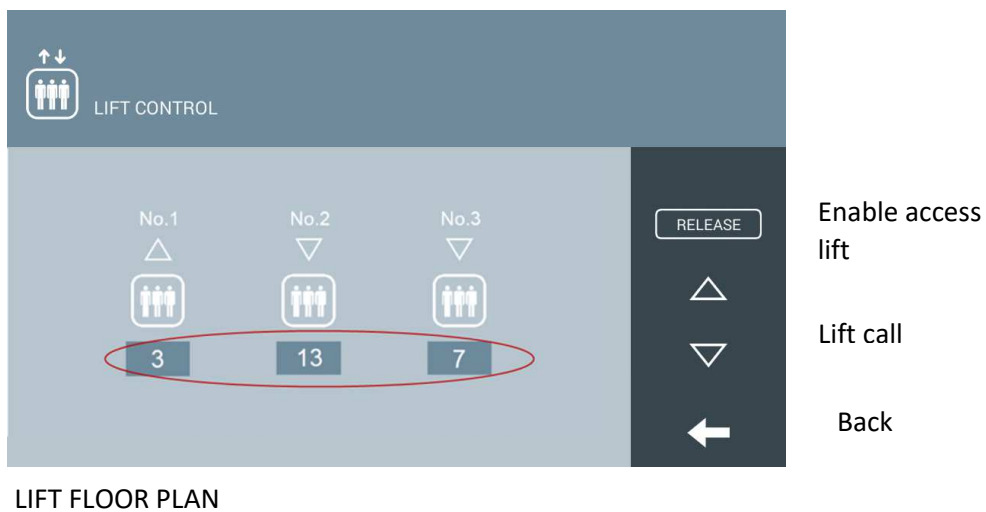 LIFT CONTROL
No.1 No.2 No.3
3 13 7
RELEASE
Enable access
lift
Lift call
Back
LIFT FLOOR PLAN